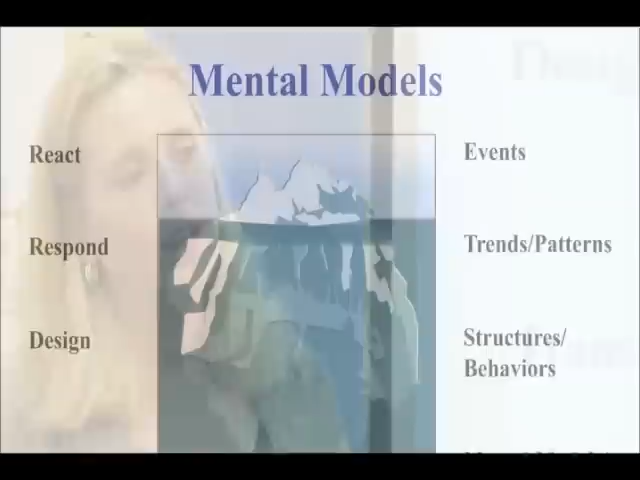 Mental Models
React
Events
Respond
Trends/Patterns
Design
Structures/
Behaviors